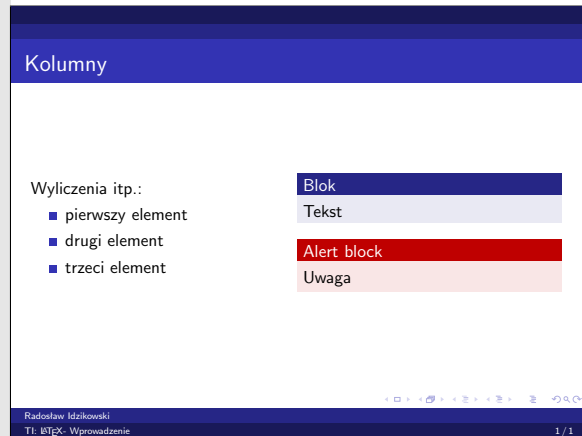 Kolumny
Wyliczenia itp.:
pierwszy element
drugi element
trzeci element
Blok
Tekst
Alert block
Uwaga
Radosław Idzikowski
TI: LATEX- Wprowadzenie
1 / 1